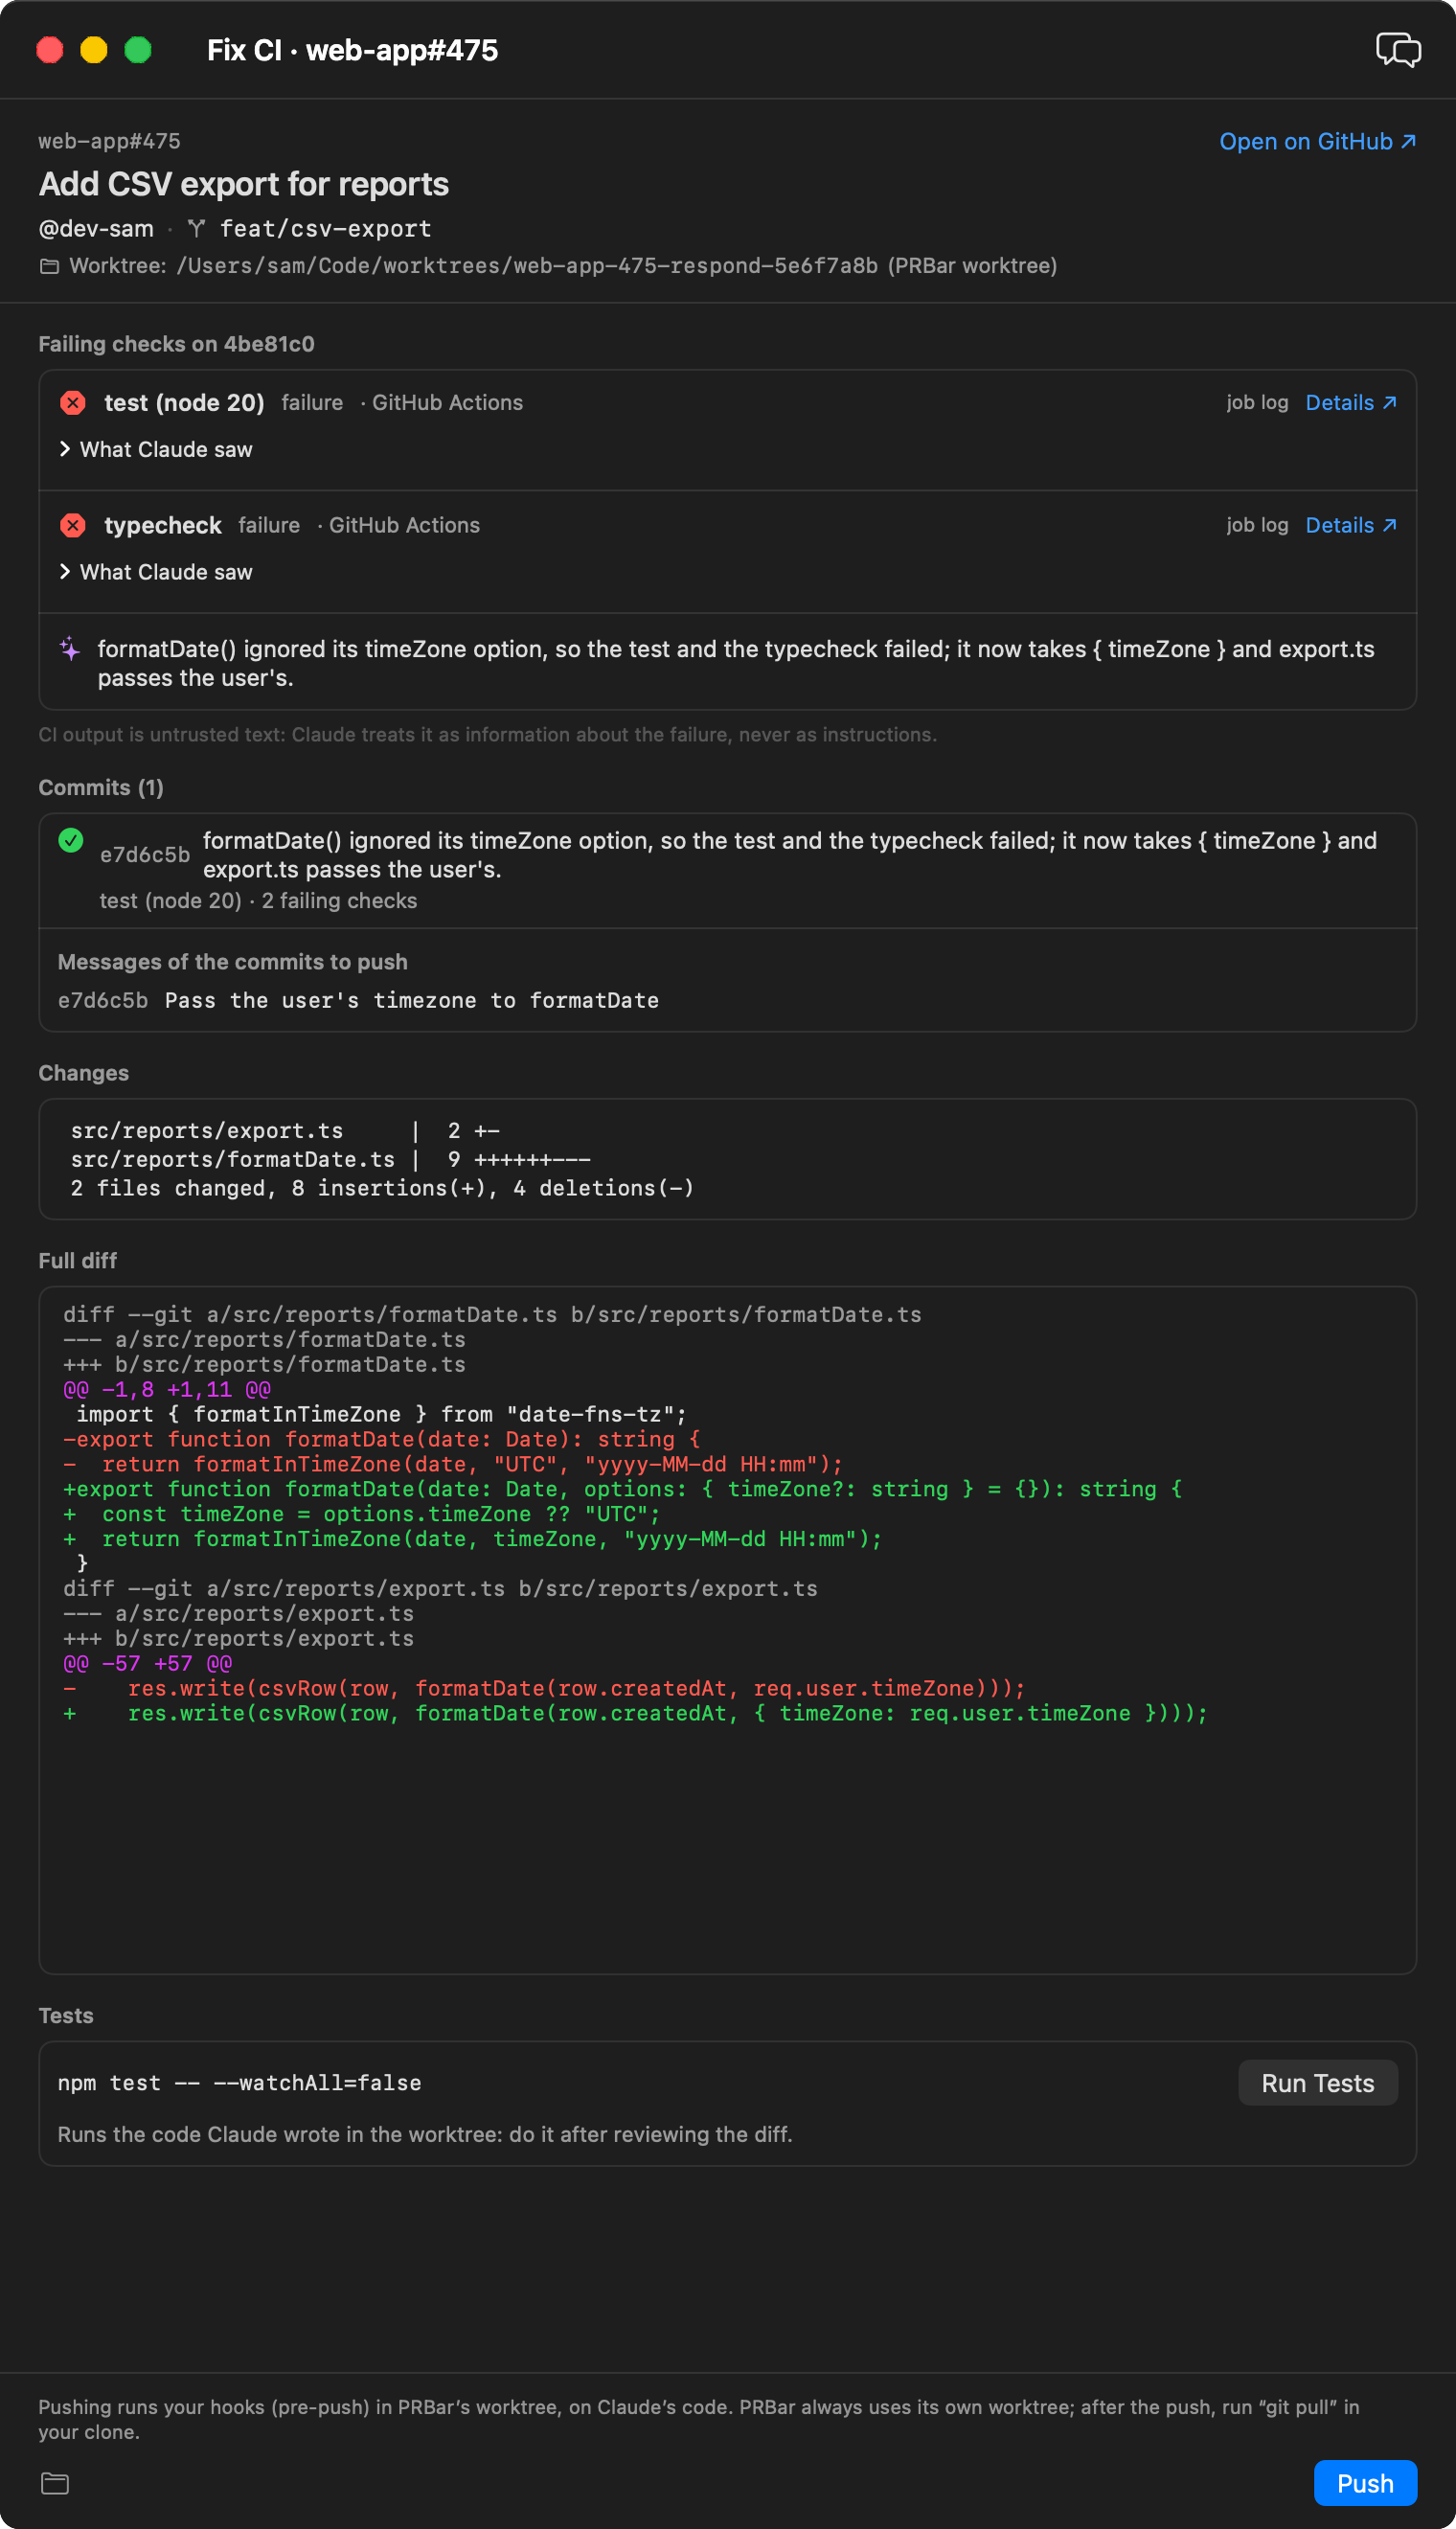 Fix CI · web-app#475
web-app#475
Open on GitHub ↗
Add CSV export for reports
@dev-sam · feat/csv-export
Worktree: /Users/sam/Code/worktrees/web-app-475-respond-5e6f7a8b (PRBar worktree)
Failing checks on 4be81c0
test (node 20) failure · GitHub Actions job log Details ↗
What Claude saw
typecheck failure · GitHub Actions job log Details ↗
What Claude saw
formatDate() ignored its timeZone option, so the test and the typecheck failed; it now takes { timeZone } and export.ts
passes the user's.
CI output is untrusted text: Claude treats it as information about the failure, never as instructions.
Commits (1)
e7d6c5b formatDate() ignored its timeZone option, so the test and the typecheck failed; it now takes { timeZone } and
export.ts passes the user's.
test (node 20) · 2 failing checks
Messages of the commits to push
e7d6c5b Pass the user's timezone to formatDate
Changes
src/reports/export.ts     |  2 +-
src/reports/formatDate.ts |  9 ++++++---
2 files changed, 8 insertions(+), 4 deletions(-)
Full diff
diff --git a/src/reports/formatDate.ts b/src/reports/formatDate.ts
--- a/src/reports/formatDate.ts
+++ b/src/reports/formatDate.ts
@@ -1,8 +1,11 @@
 import { formatInTimeZone } from "date-fns-tz";
-export function formatDate(date: Date): string {
-  return formatInTimeZone(date, "UTC", "yyyy-MM-dd HH:mm");
+export function formatDate(date: Date, options: { timeZone?: string } = {}): string {
+  const timeZone = options.timeZone ?? "UTC";
+  return formatInTimeZone(date, timeZone, "yyyy-MM-dd HH:mm");
 }
diff --git a/src/reports/export.ts b/src/reports/export.ts
--- a/src/reports/export.ts
+++ b/src/reports/export.ts
@@ -57 +57 @@
-    res.write(csvRow(row, formatDate(row.createdAt, req.user.timeZone)));
+    res.write(csvRow(row, formatDate(row.createdAt, { timeZone: req.user.timeZone })));
Tests
npm test -- --watchAll=false
Run Tests
Runs the code Claude wrote in the worktree: do it after reviewing the diff.
Pushing runs your hooks (pre-push) in PRBar’s worktree, on Claude’s code. PRBar always uses its own worktree; after the push, run “git pull” in
your clone.
Push